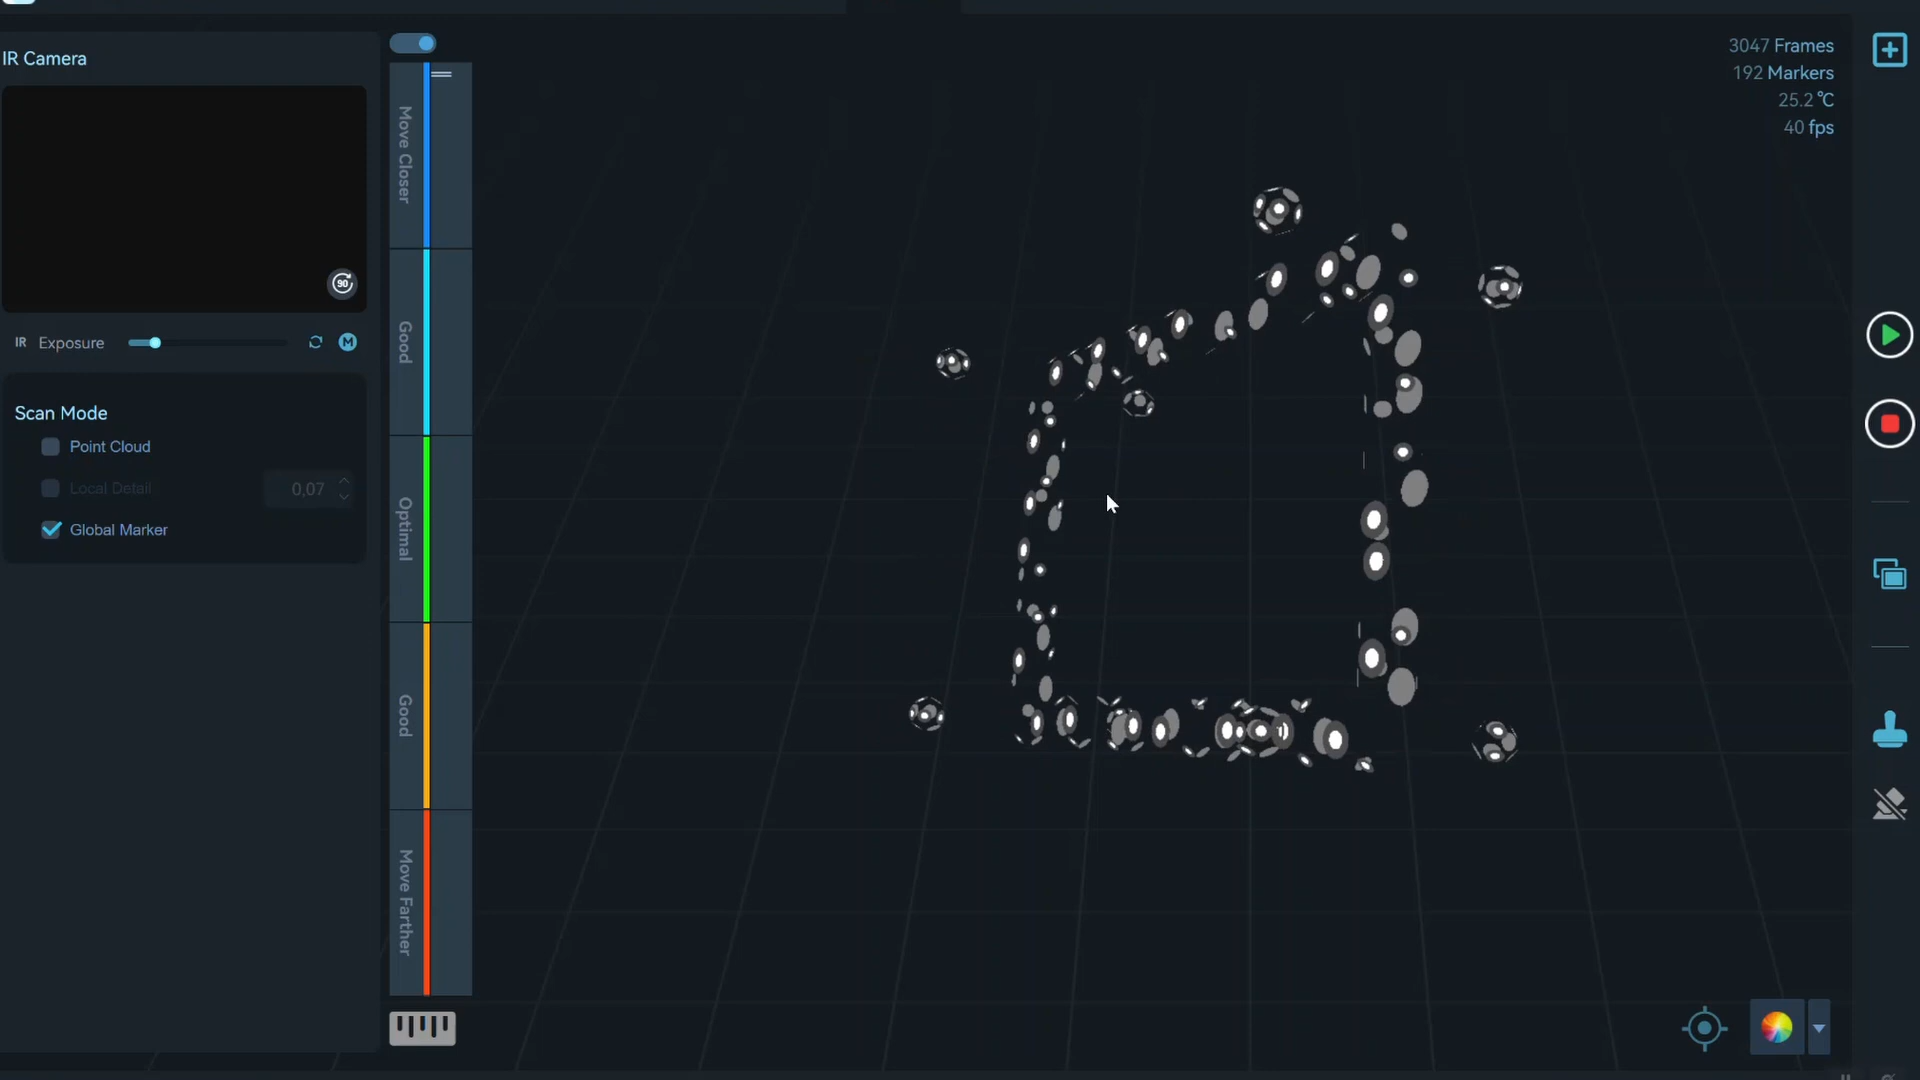 IR Camera
90
IR Exposure
M
Scan Mode
Point Cloud
Local Detail
0,07
Global Marker
Move Closer
Good
Optimal
Good
Move Farther
3047 Frames
192 Markers
25.2 ℃
40 fps